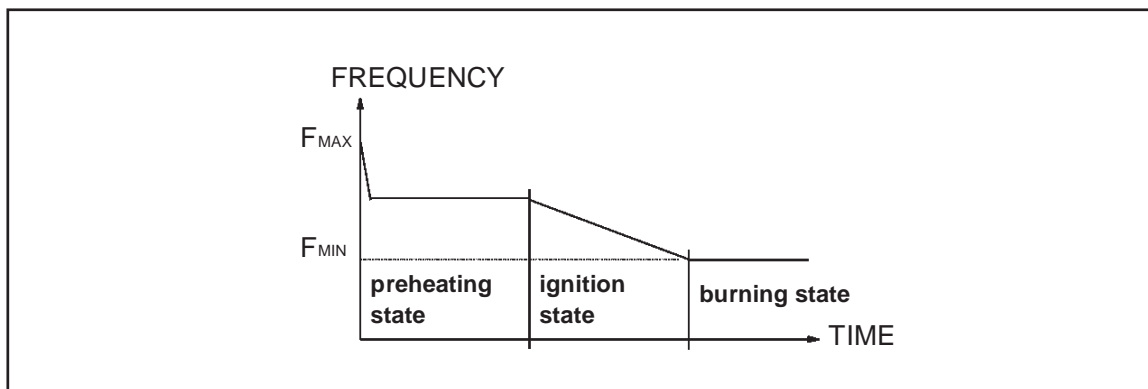 FREQUENCY
FMAX
FMIN
preheating
state
ignition
state
burning state
TIME